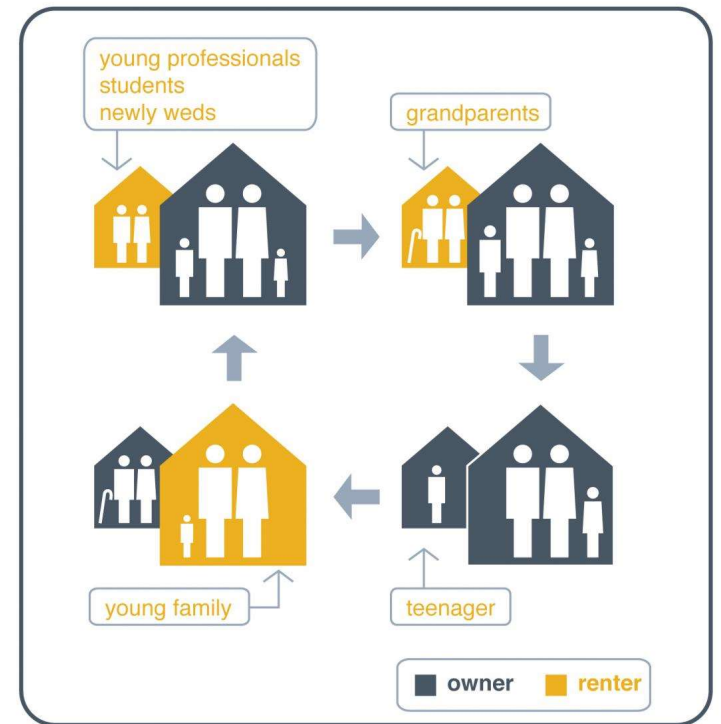 young professionals
students
newly weds
grandparents
young family
teenager
owner
renter